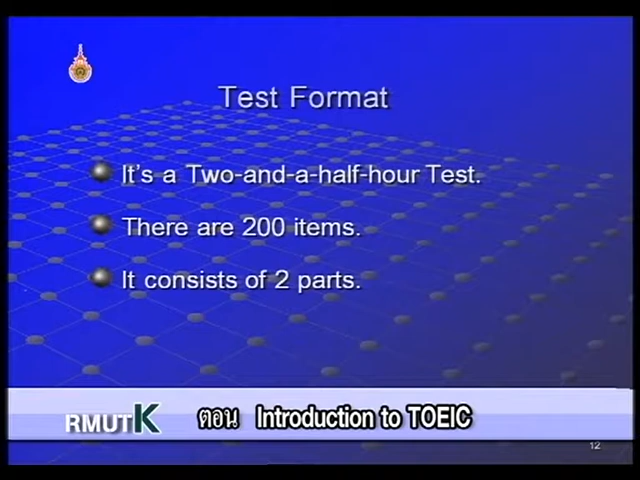 Test Format
It's a Two-and-a-half-hour Test.
There are 200 items.
It consists of 2 parts.
RMUTK ตอน Introduction to TOEIC
12